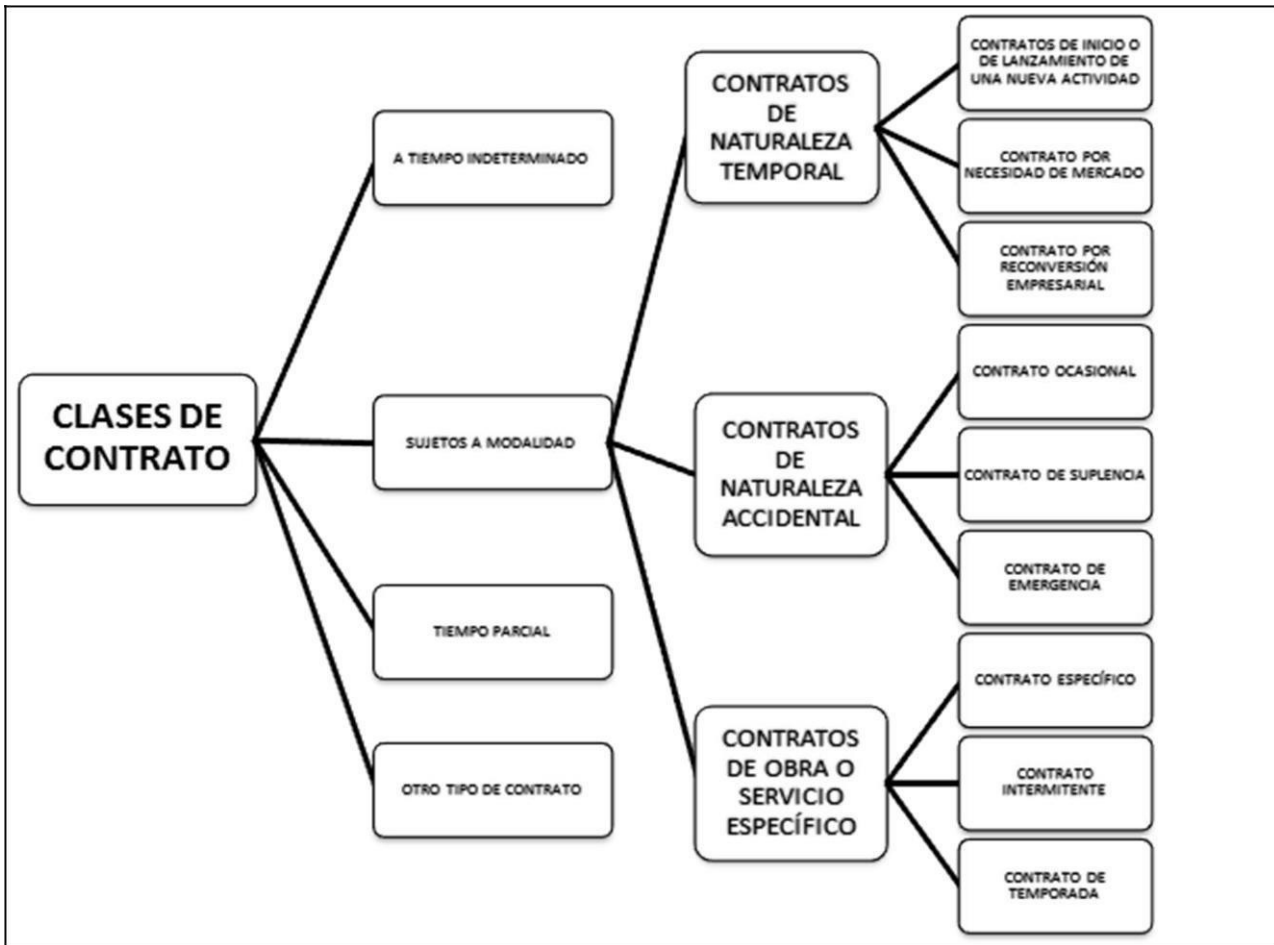 CLASES DE
CONTRATO
A TIEMPO INDETERMINADO
SUJETOS A MODALIDAD
TIEMPO PARCIAL
OTRO TIPO DE CONTRATO
CONTRATOS
DE
NATURALEZA
TEMPORAL
CONTRATOS
DE
NATURALEZA
ACCIDENTAL
CONTRATOS
DE OBRA O
SERVICIO
ESPECÍFICO
CONTRATOS DE INICIO O
DE LANZAMIENTO DE
UNA NUEVA ACTIVIDAD
CONTRATO POR
NECESIDAD DE MERCADO
CONTRATO POR
RECONVERSIÓN
EMPRESARIAL
CONTRATO OCASIONAL
CONTRATO DE SUPLENCIA
CONTRATO DE
EMERGENCIA
CONTRATO ESPECÍFICO
CONTRATO
INTERMITENTE
CONTRATO DE
TEMPORADA